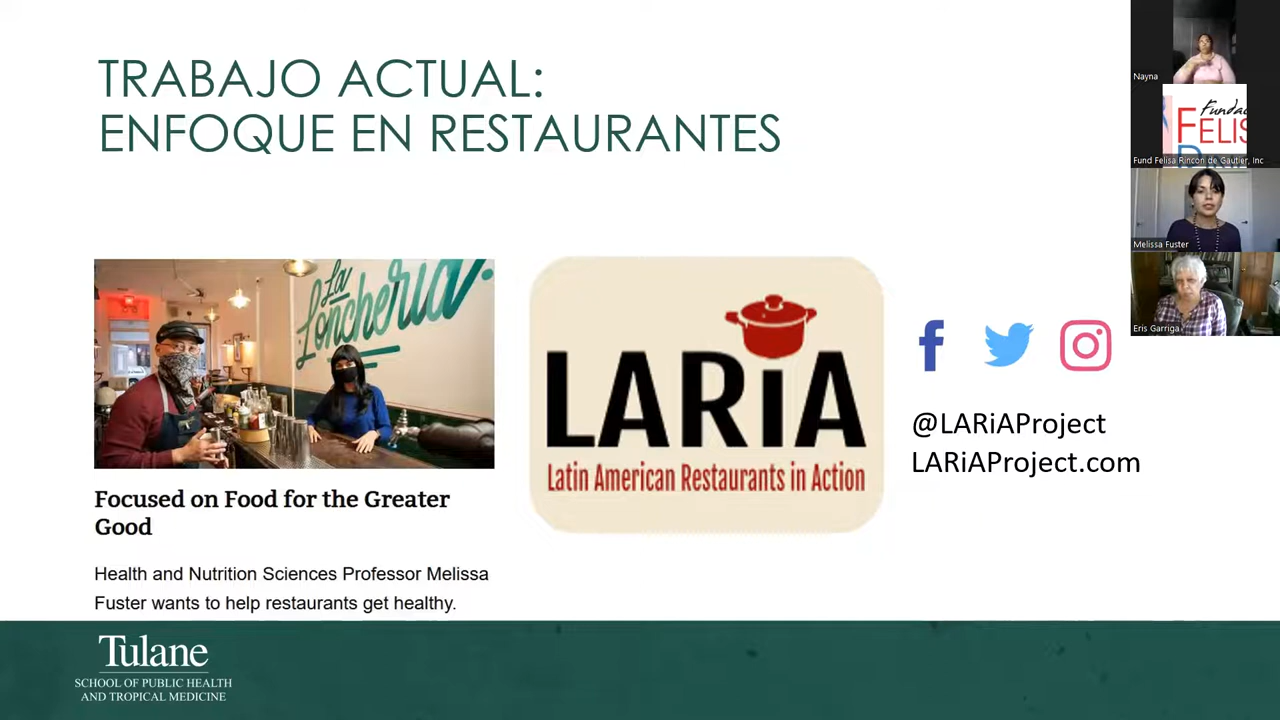 TRABAJO ACTUAL:
ENFOQUE EN RESTAURANTES
La
Loncheria
Focused on Food for the Greater
Good
Health and Nutrition Sciences Professor Melissa
Fuster wants to help restaurants get healthy.
LARiA
Latin American Restaurants in Action
@LARiAProject
LARiAProject.com
Tulane
SCHOOL OF PUBLIC HEALTH
AND TROPICAL MEDICINE
Nayna
Fund Felisa Rincon de Gautier, Inc
Melissa Fuster
Eris Garriga